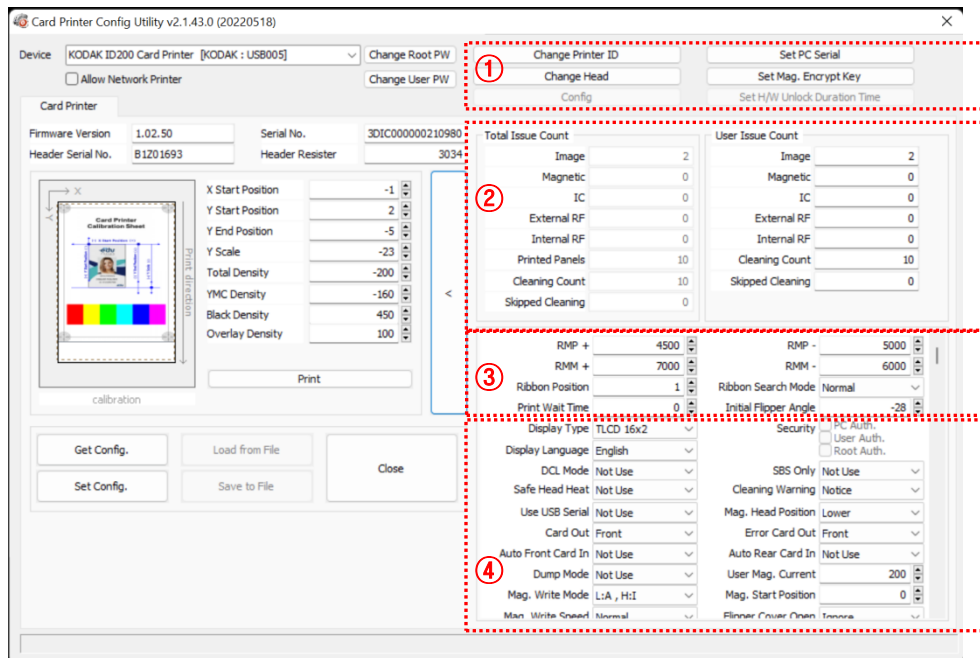 Card Printer Config Utility v2.1.43.0 (20220518)
Device KODAK ID200 Card Printer [KODAK : USB005] Change Root PW
Allow Network Printer Change User PW
① Change Printer ID Set PC Serial
Change Head Set Mag. Encrypt Key
Config Set H/W Unlock Duration Time
Card Printer
Firmware Version 1.02.50 Serial No. 3DIC000000210980
Header Serial No. B1Z01693 Header Resister 3034
X
Y
Card Printer
Calibration Sheet
Print direction
calibration
X Start Position -1
Y Start Position 2
Y End Position -5
Y Scale -23
Total Density -200
YMC Density -160
Black Density 450
Overlay Density 100
Print
<
Get Config. Load from File Close
Set Config. Save to File
②
Total Issue Count
Image 2
Magnetic 0
IC 0
External RF 0
Internal RF 0
Printed Panels 10
Cleaning Count 10
Skipped Cleaning 0
User Issue Count
Image 2
Magnetic 0
IC 0
External RF 0
Internal RF 0
Cleaning Count 10
Skipped Cleaning 0
③
RMP + 4500 RMP - 5000
RMM + 7000 RMM - 6000
Ribbon Position 1 Ribbon Search Mode Normal
Print Wait Time 0 Initial Flipper Angle -28
④
Display Type TLCD 16x2 Security PC Auth.
User Auth.
Display Language English Root Auth.
DCL Mode Not Use SBS Only Not Use
Safe Head Heat Not Use Cleaning Warning Notice
Use USB Serial Not Use Mag. Head Position Lower
Card Out Front Error Card Out Front
Auto Front Card In Not Use Auto Rear Card In Not Use
Dump Mode Not Use User Mag. Current 200
Mag. Write Mode L:A , H:I Mag. Start Position 0
Mag. Write Speed Normal Flipper Cover Open Ignore